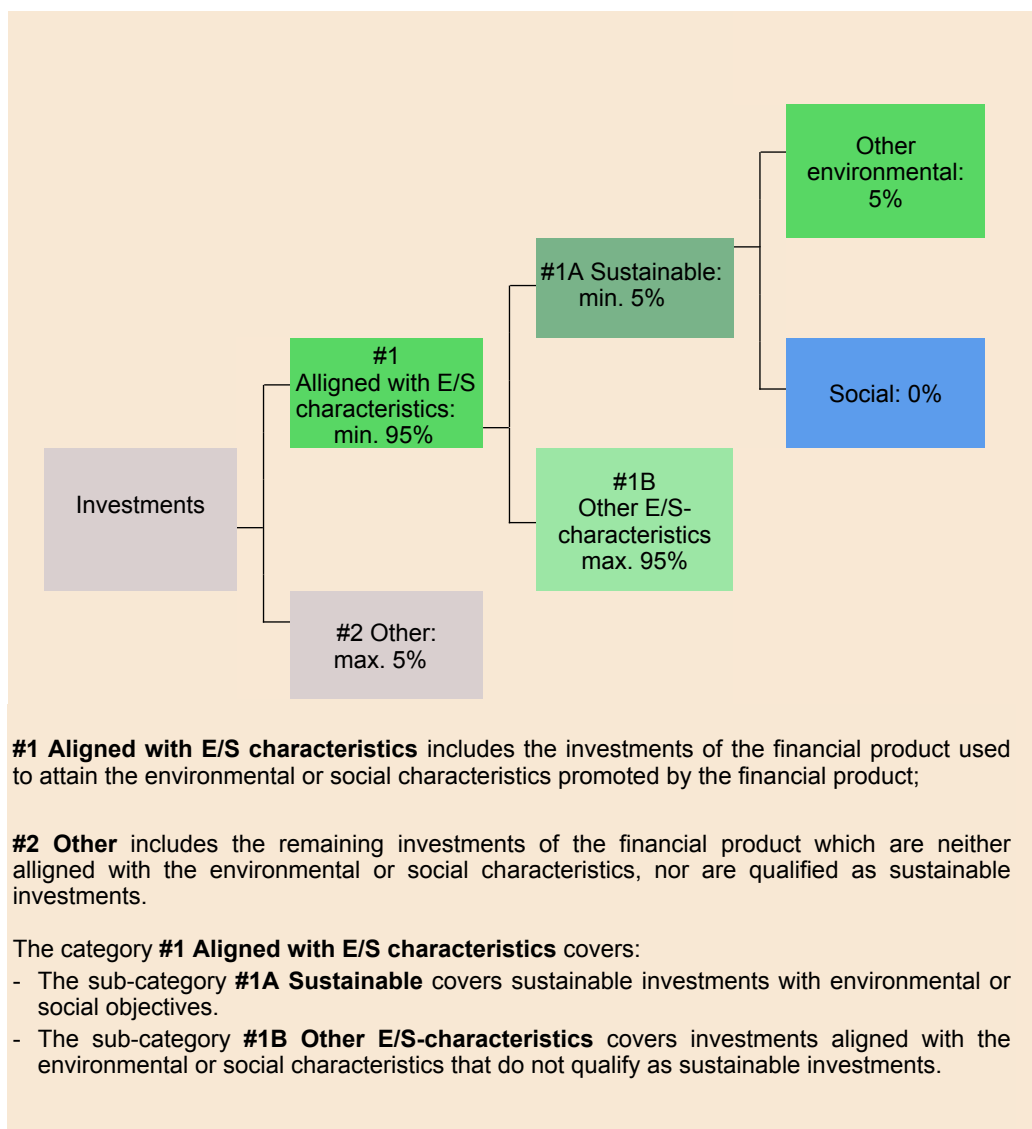 Other
environmental:
5%
#1A Sustainable:
min. 5%
#1
Alligned with E/S
characteristics:
min. 95%
Social: 0%
Investments
#1B
Other E/S-
characteristics
max. 95%
#2 Other:
max. 5%
#1 Aligned with E/S characteristics includes the investments of the financial product used
to attain the environmental or social characteristics promoted by the financial product;
#2 Other includes the remaining investments of the financial product which are neither
alligned with the environmental or social characteristics, nor are qualified as sustainable
investments.
The category #1 Aligned with E/S characteristics covers:
- The sub-category #1A Sustainable covers sustainable investments with environmental or
social objectives.
- The sub-category #1B Other E/S-characteristics covers investments aligned with the
environmental or social characteristics that do not qualify as sustainable investments.